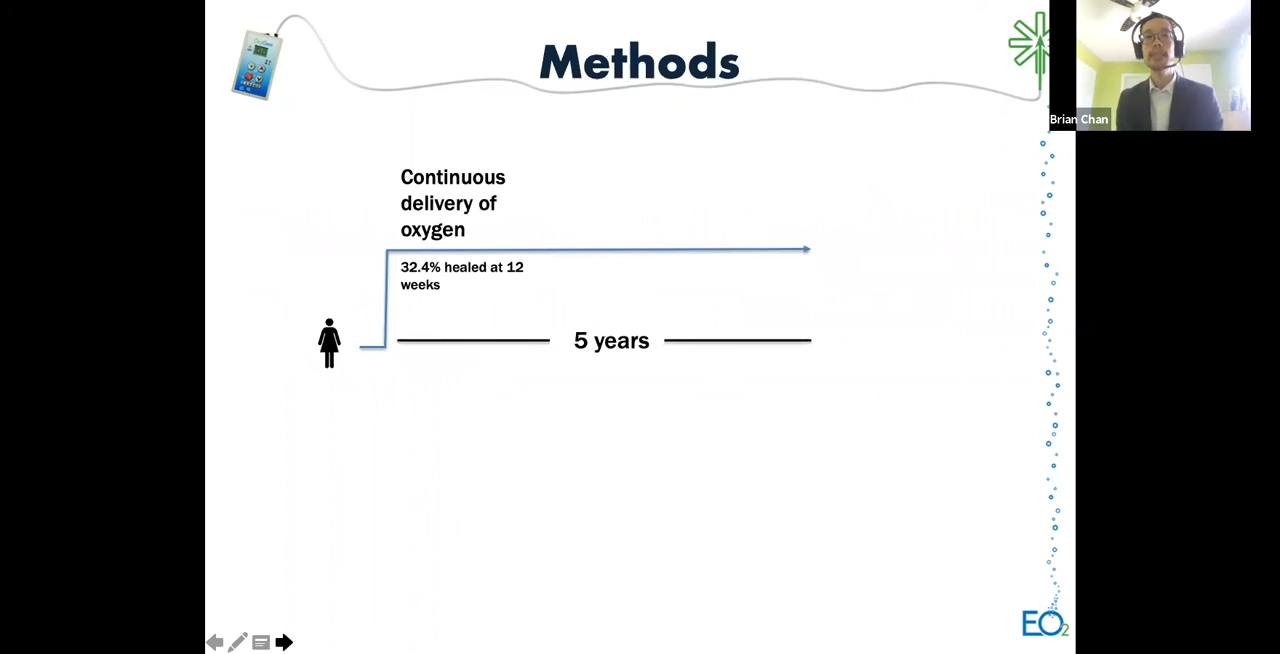 Methods
Brian Chan
Continuous
delivery of
oxygen
32.4% healed at 12
weeks
5 years
EO2